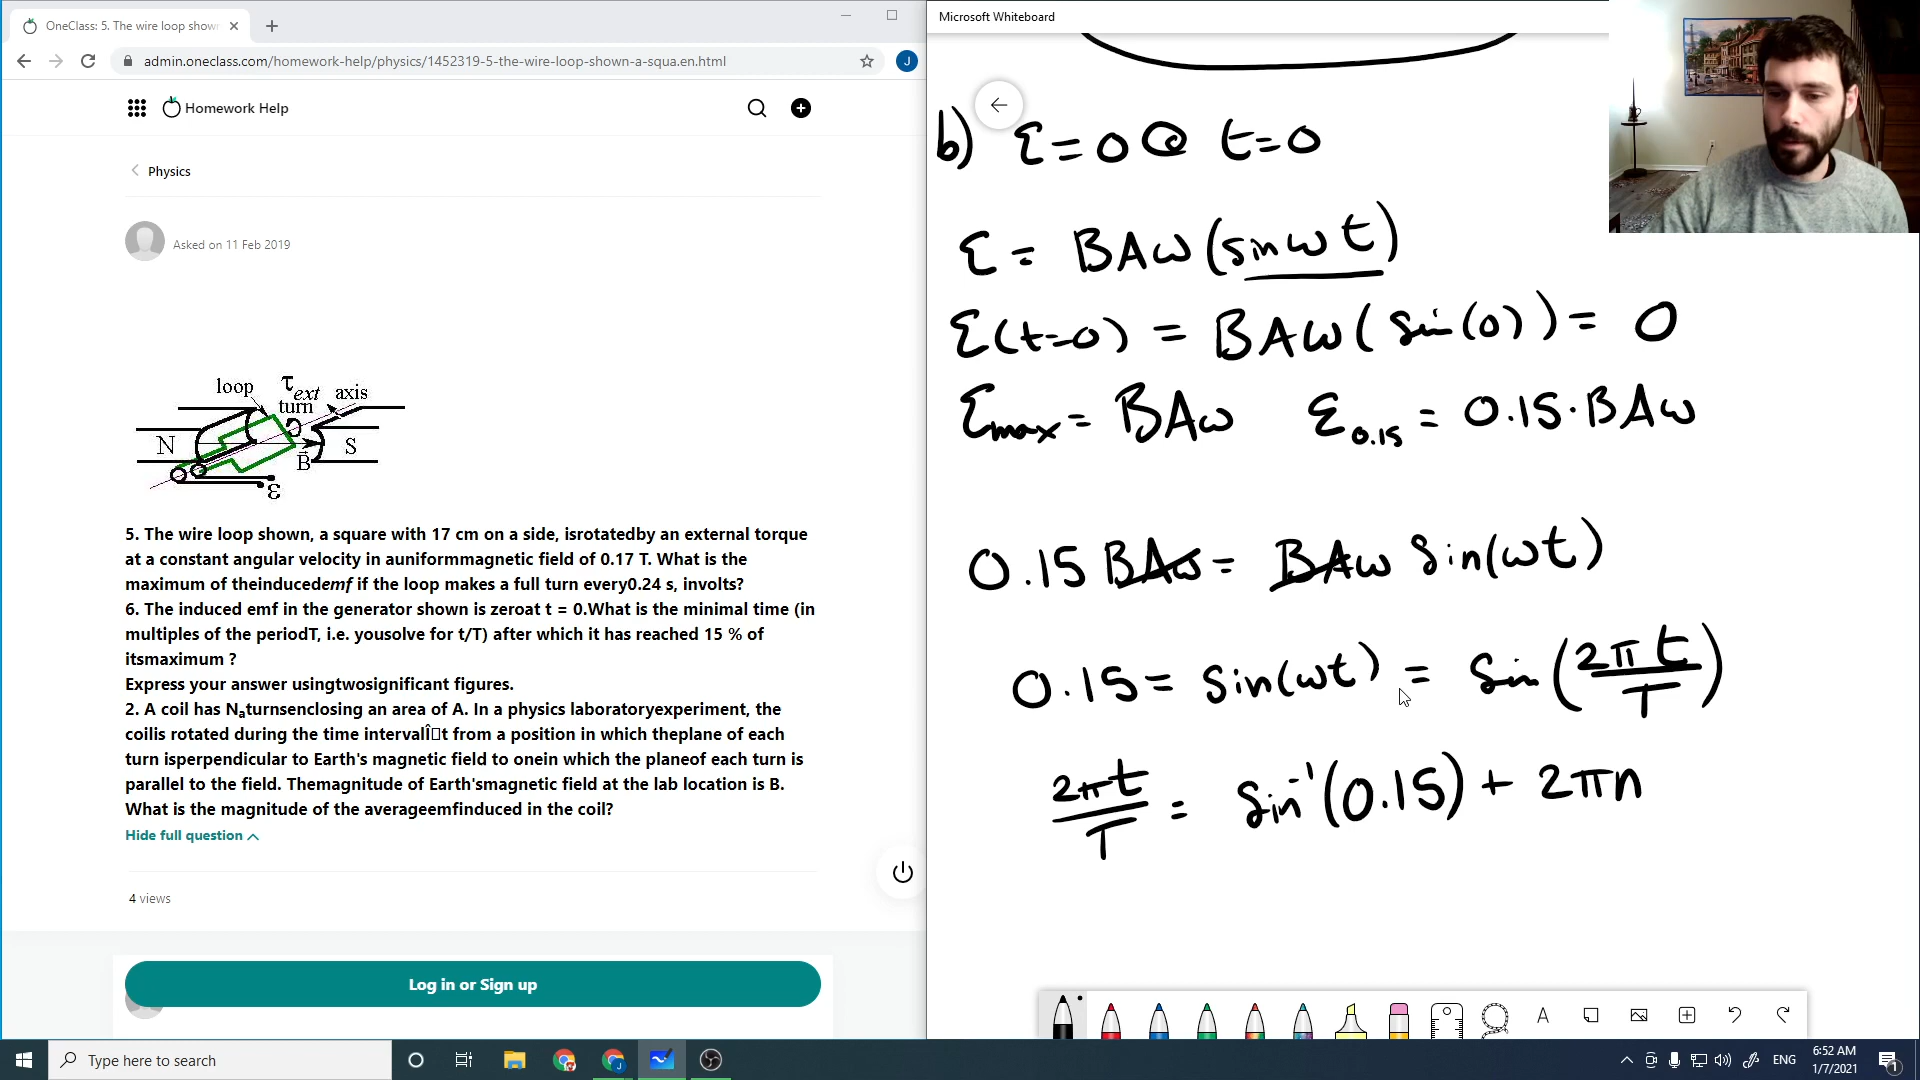 OneClass: 5. The wire loop show
admin.oneclass.com/homework-help/physics/1452319-5-the-wire-loop-shown-a-squa.en.html
J
Homework Help
Physics
Asked on 11 Feb 2019
loop τext axis
turn
N B⃗ S
ε
5. The wire loop shown, a square with 17 cm on a side, isrotatedby an external torque
at a constant angular velocity in auniformmagnetic field of 0.17 T. What is the
maximum of theinducedemf if the loop makes a full turn every0.24 s, involts?
6. The induced emf in the generator shown is zeroat t = 0.What is the minimal time (in
multiples of the periodT, i.e. yousolve for t/T) after which it has reached 15 % of
itsmaximum ?
Express your answer usingtwosignificant figures.
2. A coil has Naturnsenclosing an area of A. In a physics laboratoryexperiment, the
coilis rotated during the time intervalÎ□t from a position in which theplane of each
turn isperpendicular to Earth's magnetic field to onein which the planeof each turn is
parallel to the field. Themagnitude of Earth'smagnetic field at the lab location is B.
What is the magnitude of the averageemfinduced in the coil?
Hide full question
4 views
Log in or Sign up
Microsoft Whiteboard
b) ℰ = 0 @ t=0
ℰ = BAω (sin ω t)
ℰ(t=0) = BAω( sin(0)) = 0
ℰmax = BAω ℰ0.15 = 0.15·BAω
0.15 BAω = BAω Sin(ωt)
0.15 = sin(ωt) = sin(2πt/T)
2πt/T = sin⁻¹(0.15) + 2πn
A
Type here to search
ENG
6:52 AM
1/7/2021
1